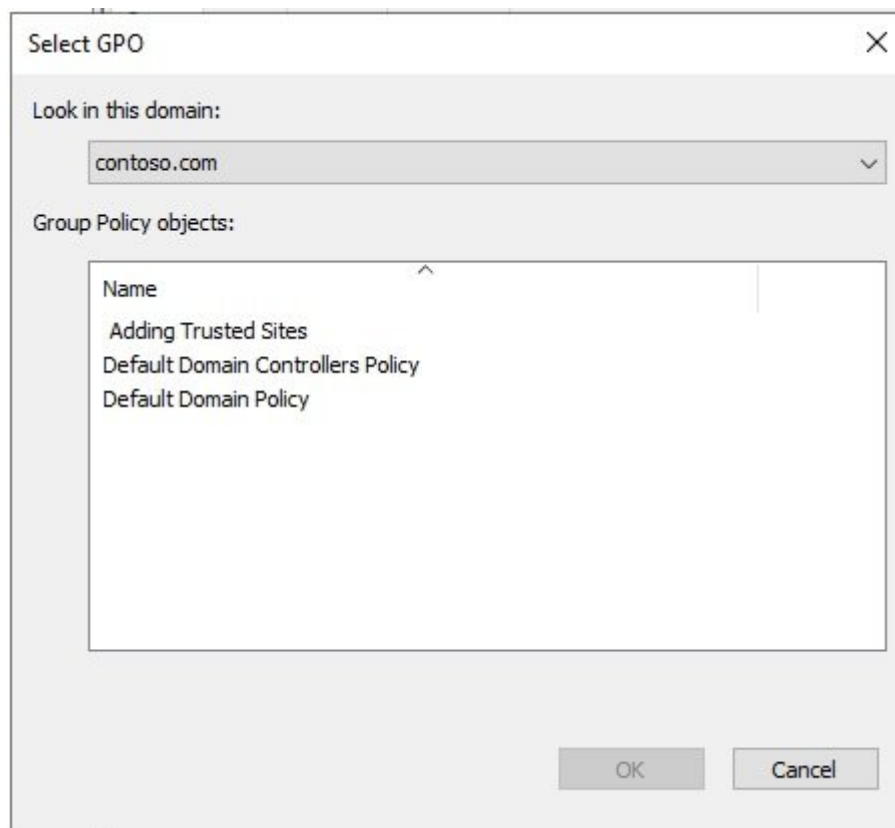 Select GPO
Look in this domain:
contoso.com
Group Policy objects:
Name
Adding Trusted Sites
Default Domain Controllers Policy
Default Domain Policy
OK Cancel